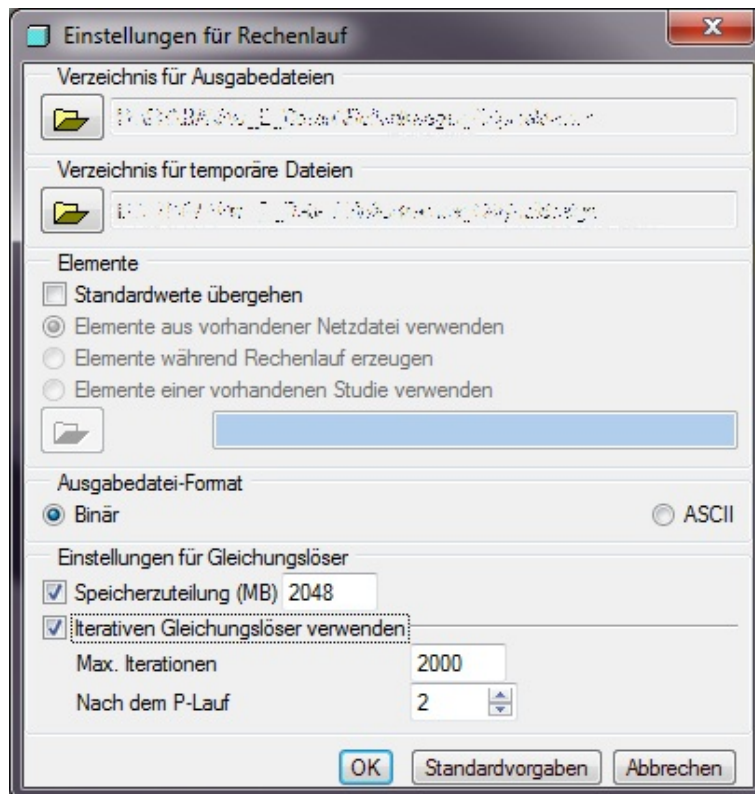 Einstellungen für Rechenlauf
Verzeichnis für Ausgabedateien
Verzeichnis für temporäre Dateien
Elemente
Standardwerte übergehen
Elemente aus vorhandener Netzdatei verwenden
Elemente während Rechenlauf erzeugen
Elemente einer vorhandenen Studie verwenden
Ausgabedatei-Format
Binär ASCII
Einstellungen für Gleichungslöser
Speicherzuteilung (MB) 2048
Iterativen Gleichungslöser verwenden
Max. Iterationen 2000
Nach dem P-Lauf 2
OK Standardvorgaben Abbrechen